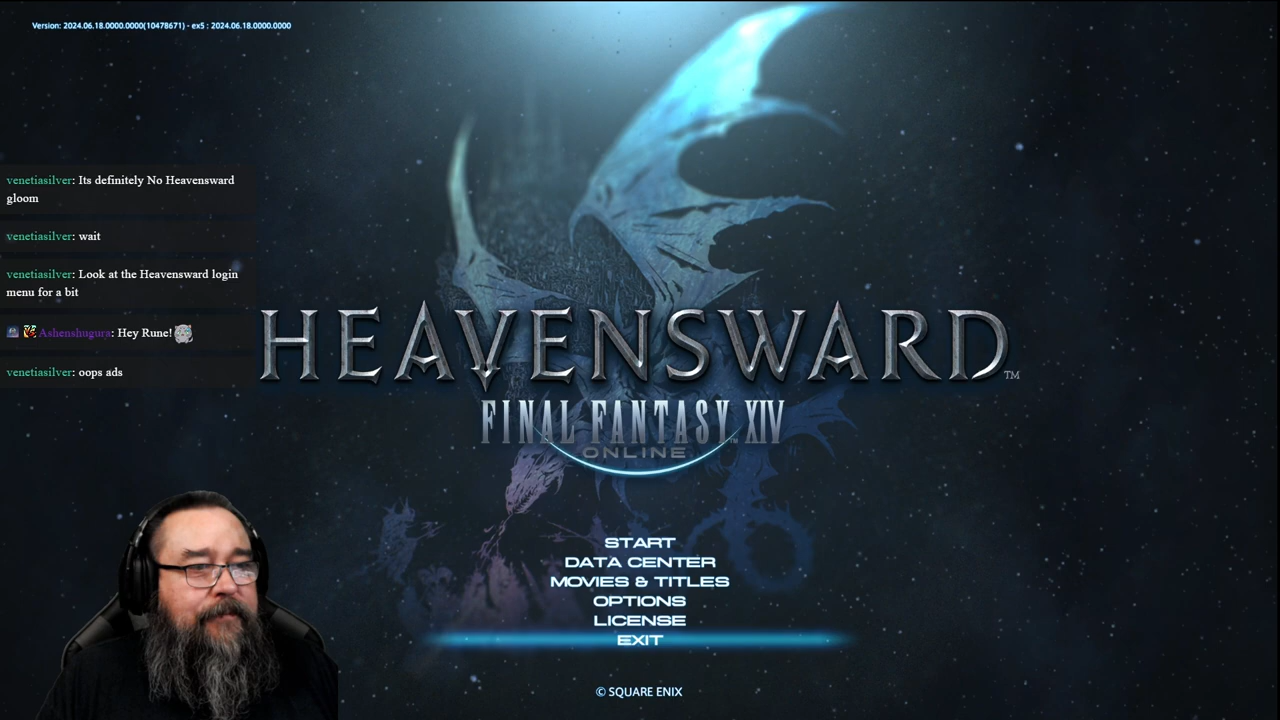 Version: 2024.06.18.0000.0000(10478671) - ex5 : 2024.06.18.0000.0000
venetiasilver: Its definitely No Heavensward
gloom
venetiasilver: wait
venetiasilver: Look at the Heavensward login
menu for a bit
Ashenshugura: Hey Rune!
venetiasilver: oops ads
HEAVENSWARD™
FINAL FANTASY XIV
ONLINE
START
DATA CENTER
MOVIES & TITLES
OPTIONS
LICENSE
EXIT
© SQUARE ENIX